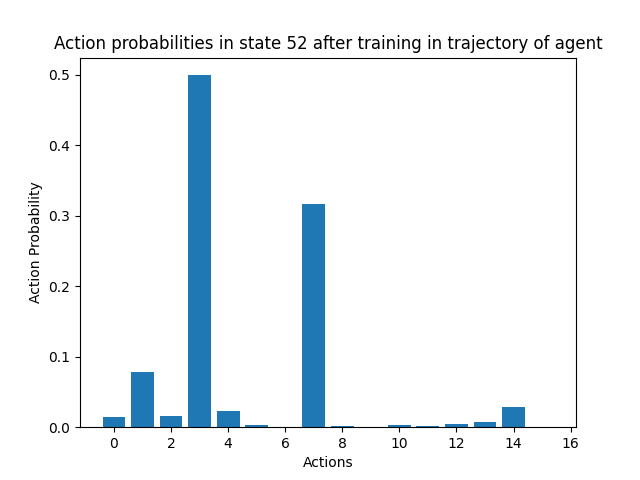 Action probabilities in state 52 after training in trajectory of agent
0.5
0.4
0.3
0.2
0.1
0.0
Action Probability
0 2 4 6 8 10 12 14 16
Actions